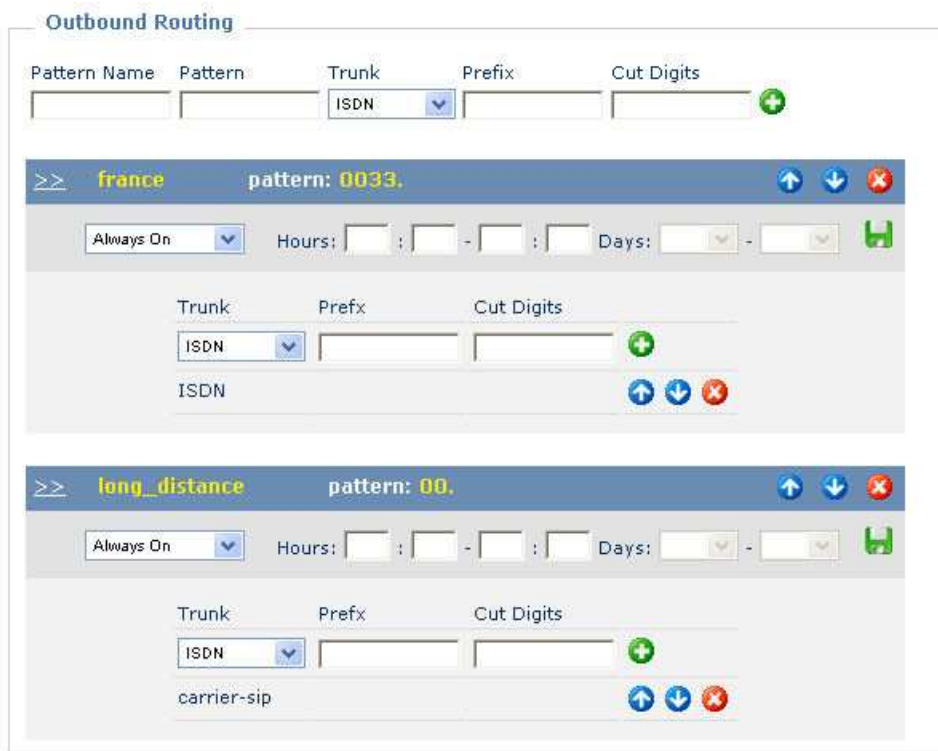 Outbound Routing
Pattern Name Pattern Trunk Prefix Cut Digits
ISDN
>> france pattern: 0033.
Always On Hours: : - : Days: -
Trunk Prefx Cut Digits
ISDN
ISDN
>> long_distance pattern: 00.
Always On Hours: : - : Days: -
Trunk Prefx Cut Digits
ISDN
carrier-sip